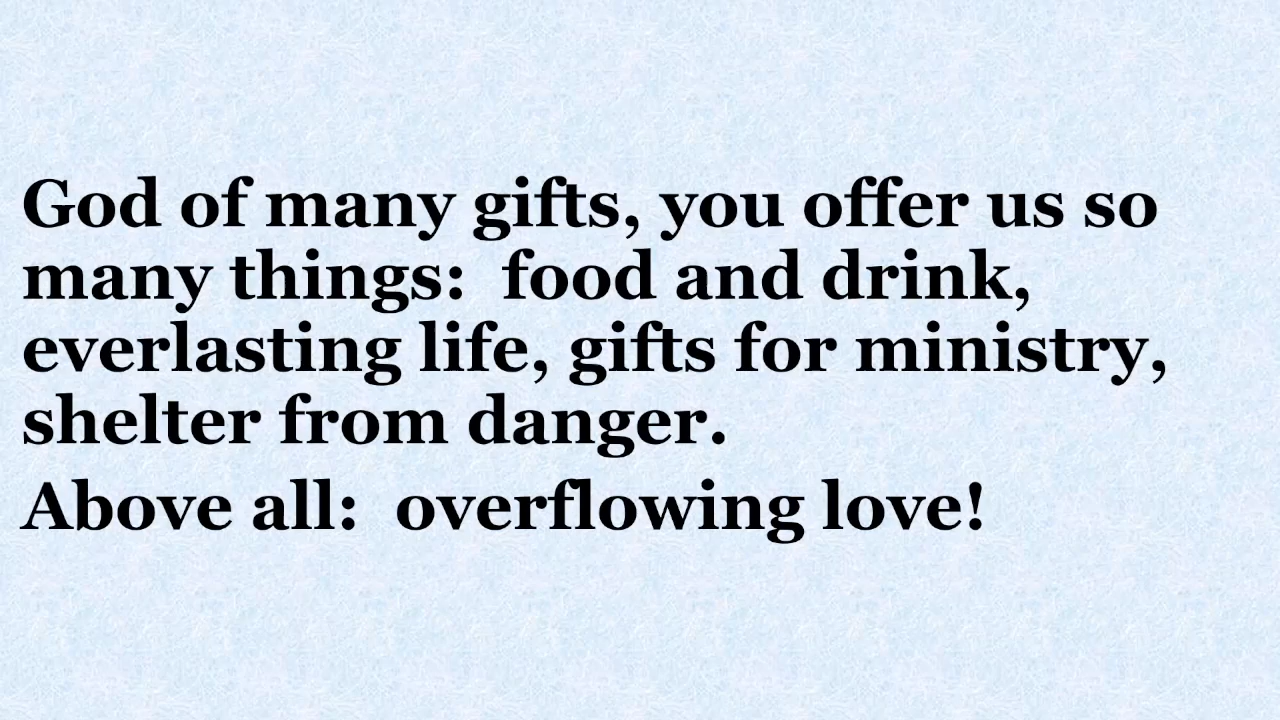 God of many gifts, you offer us so
many things:  food and drink,
everlasting life, gifts for ministry,
shelter from danger.
Above all:  overflowing love!